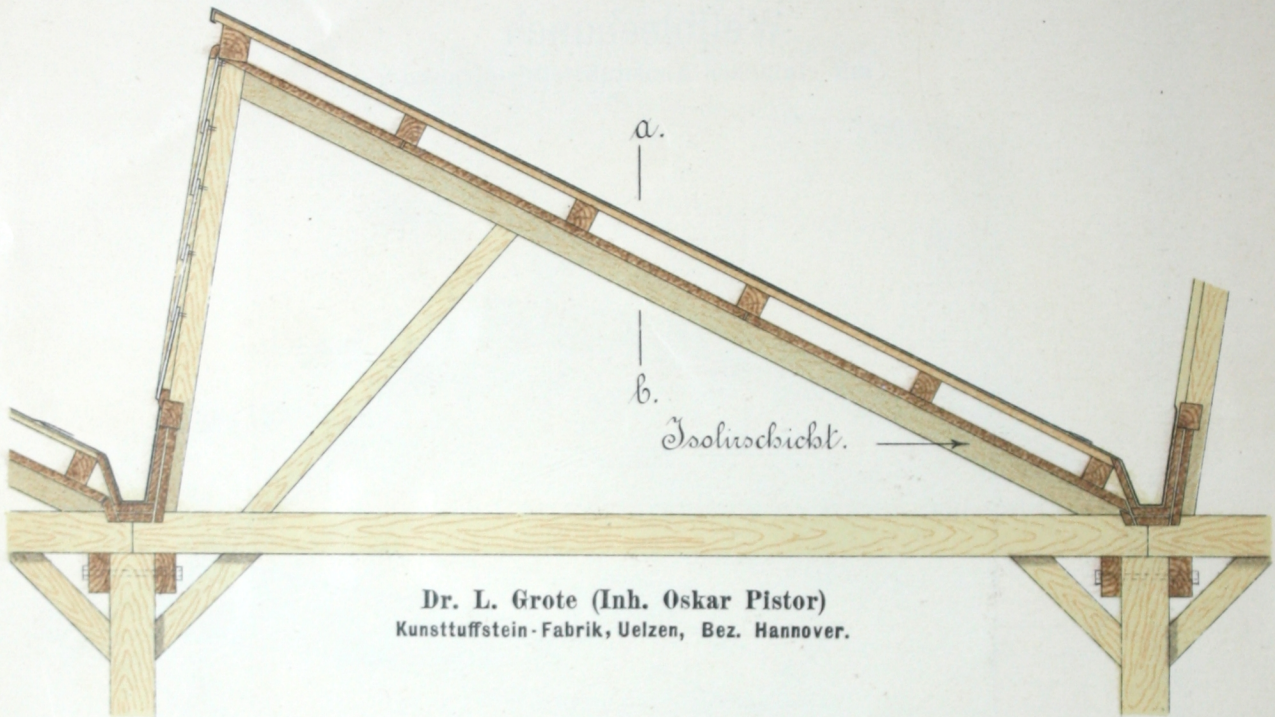 a.
b.
Isolirschicht.
Dr. L. Grote (Inh. Oskar Pistor)
Kunsttuffstein-Fabrik, Uelzen, Bez. Hannover.